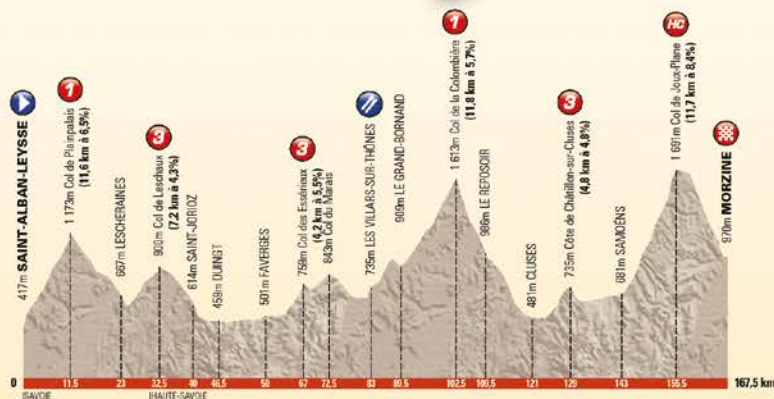 417m SAINT-ALBAN-LEYSSE
1
1 173m Col de Plainpalais
(11,6 km à 6,5%)
667m LESCHERAINES
3
900m Col de Leschaux
(7,2 km à 4,3%)
614m SAINT-JORIOZ
459m DUINGT
501m FAVERGES
3
759m Col des Essérieux
(4,2 km à 5,5%)
843m Col du Marais
735m LES VILLARS-SUR-THÔNES
909m LE GRAND-BORNAND
1
1 613m Col de la Colombière
(11,8 km à 5,7%)
986m LE REPOSOIR
481m CLUSES
3
735m Côte de Châtillon-sur-Cluses
(4,8 km à 4,8%)
681m SAMOËNS
HC
1 691m Col de Joux-Plane
(11,7 km à 8,4%)
970m MORZINE
0 11,5 23 32,5 40 46,5 50 67 72,5 83 89,5 102,5 109,5 121 129 143 155,5 167,5 km
SAVOIE HAUTE-SAVOIE